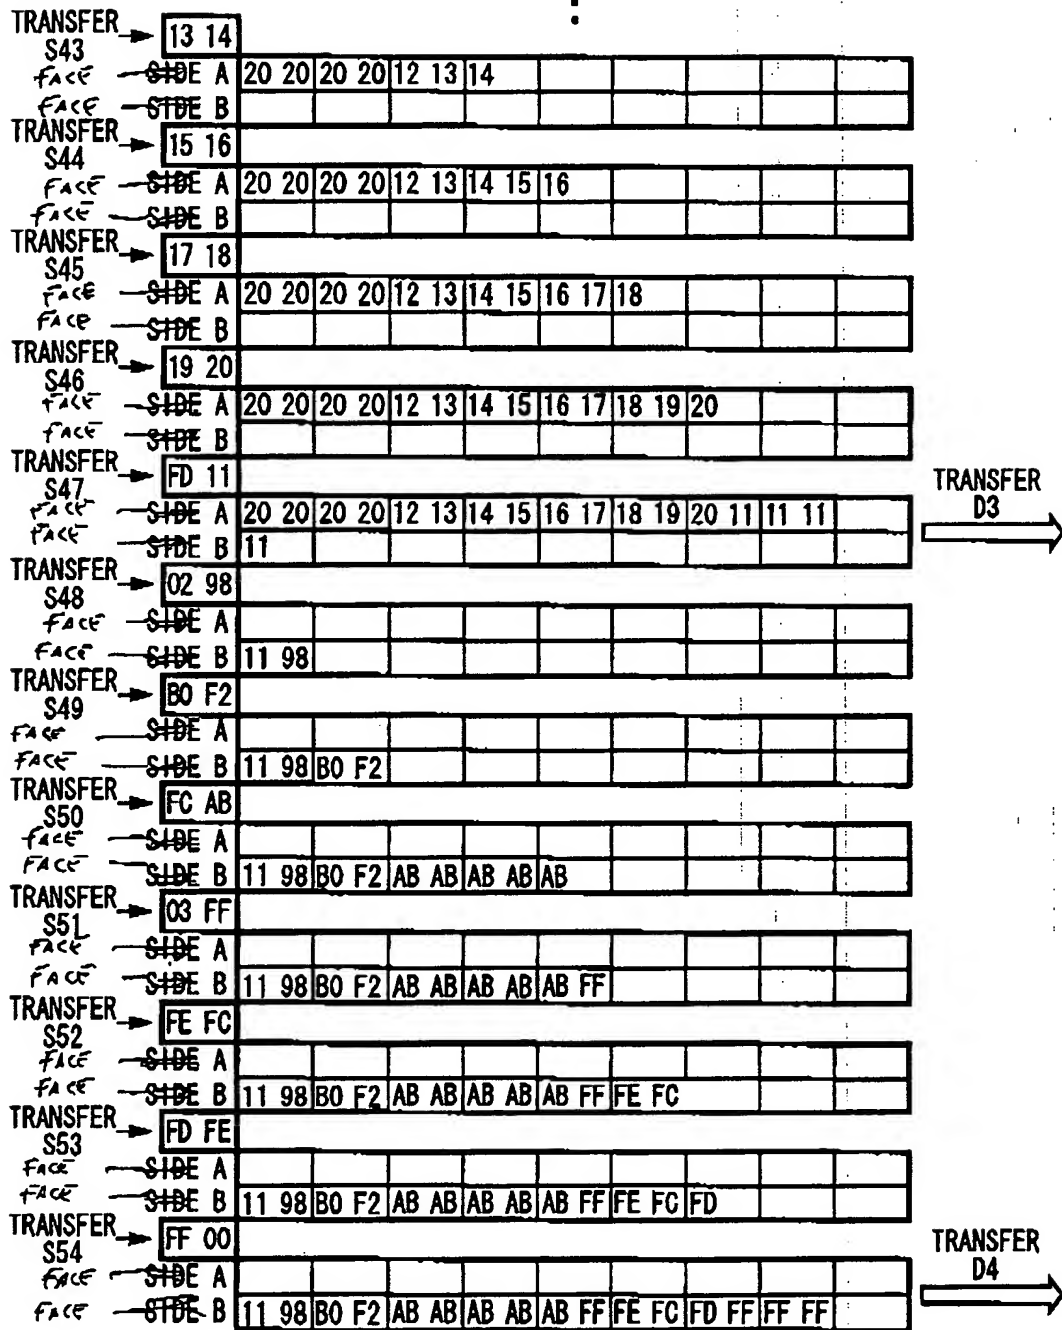 TRANSFER S43 → 13 14
FACE SIDE A 20 20 20 20 12 13 14
FACE SIDE B
TRANSFER S44 → 15 16
FACE SIDE A 20 20 20 20 12 13 14 15 16
FACE SIDE B
TRANSFER S45 → 17 18
FACE SIDE A 20 20 20 20 12 13 14 15 16 17 18
FACE SIDE B
TRANSFER S46 → 19 20
FACE SIDE A 20 20 20 20 12 13 14 15 16 17 18 19 20
FACE SIDE B
TRANSFER S47 → FD 11
FACE SIDE A 20 20 20 20 12 13 14 15 16 17 18 19 20 11 11 11
FACE SIDE B 11
TRANSFER D3
TRANSFER S48 → 02 98
FACE SIDE A
FACE SIDE B 11 98
TRANSFER S49 → B0 F2
FACE SIDE A
FACE SIDE B 11 98 B0 F2
TRANSFER S50 → FC AB
FACE SIDE A
FACE SIDE B 11 98 B0 F2 AB AB AB AB AB
TRANSFER S51 → 03 FF
FACE SIDE A
FACE SIDE B 11 98 B0 F2 AB AB AB AB AB FF
TRANSFER S52 → FE FC
FACE SIDE A
FACE SIDE B 11 98 B0 F2 AB AB AB AB AB FF FE FC
TRANSFER S53 → FD FE
FACE SIDE A
FACE SIDE B 11 98 B0 F2 AB AB AB AB AB FF FE FC FD
TRANSFER S54 → FF 00
FACE SIDE A
FACE SIDE B 11 98 B0 F2 AB AB AB AB AB FF FE FC FD FF FF FF
TRANSFER D4